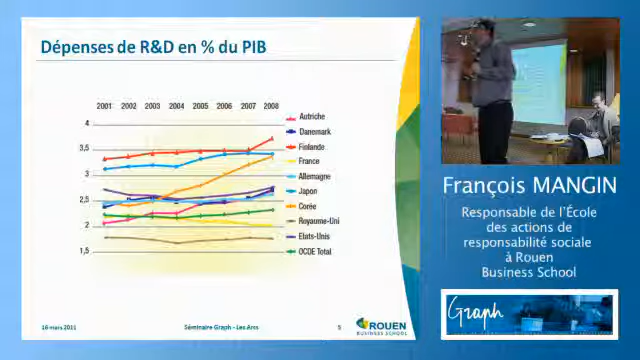 Dépenses de R&D en % du PIB
2001 2002 2003 2004 2005 2006 2007 2008
4
3,5
3
2,5
2
1,5
Autriche
Danemark
Finlande
France
Allemagne
Japon
Corée
Royaume-Uni
Etats-Unis
OCDE Total
16 mars 2011
Séminaire Graph - Les Ams
5
ROUEN
BUSINESS SCHOOL
François MANGIN
Responsable de l'École
des actions de
responsabilité sociale
à Rouen
Business School
Graph